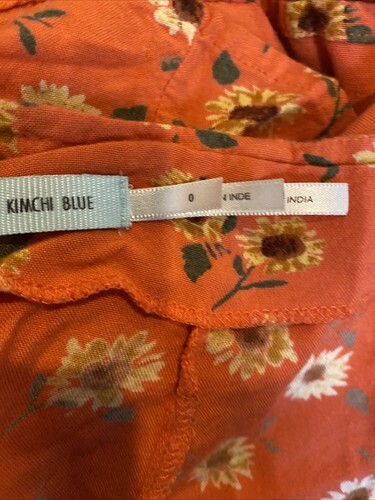 KIMCHI BLUE
0
N INDE
INDIA